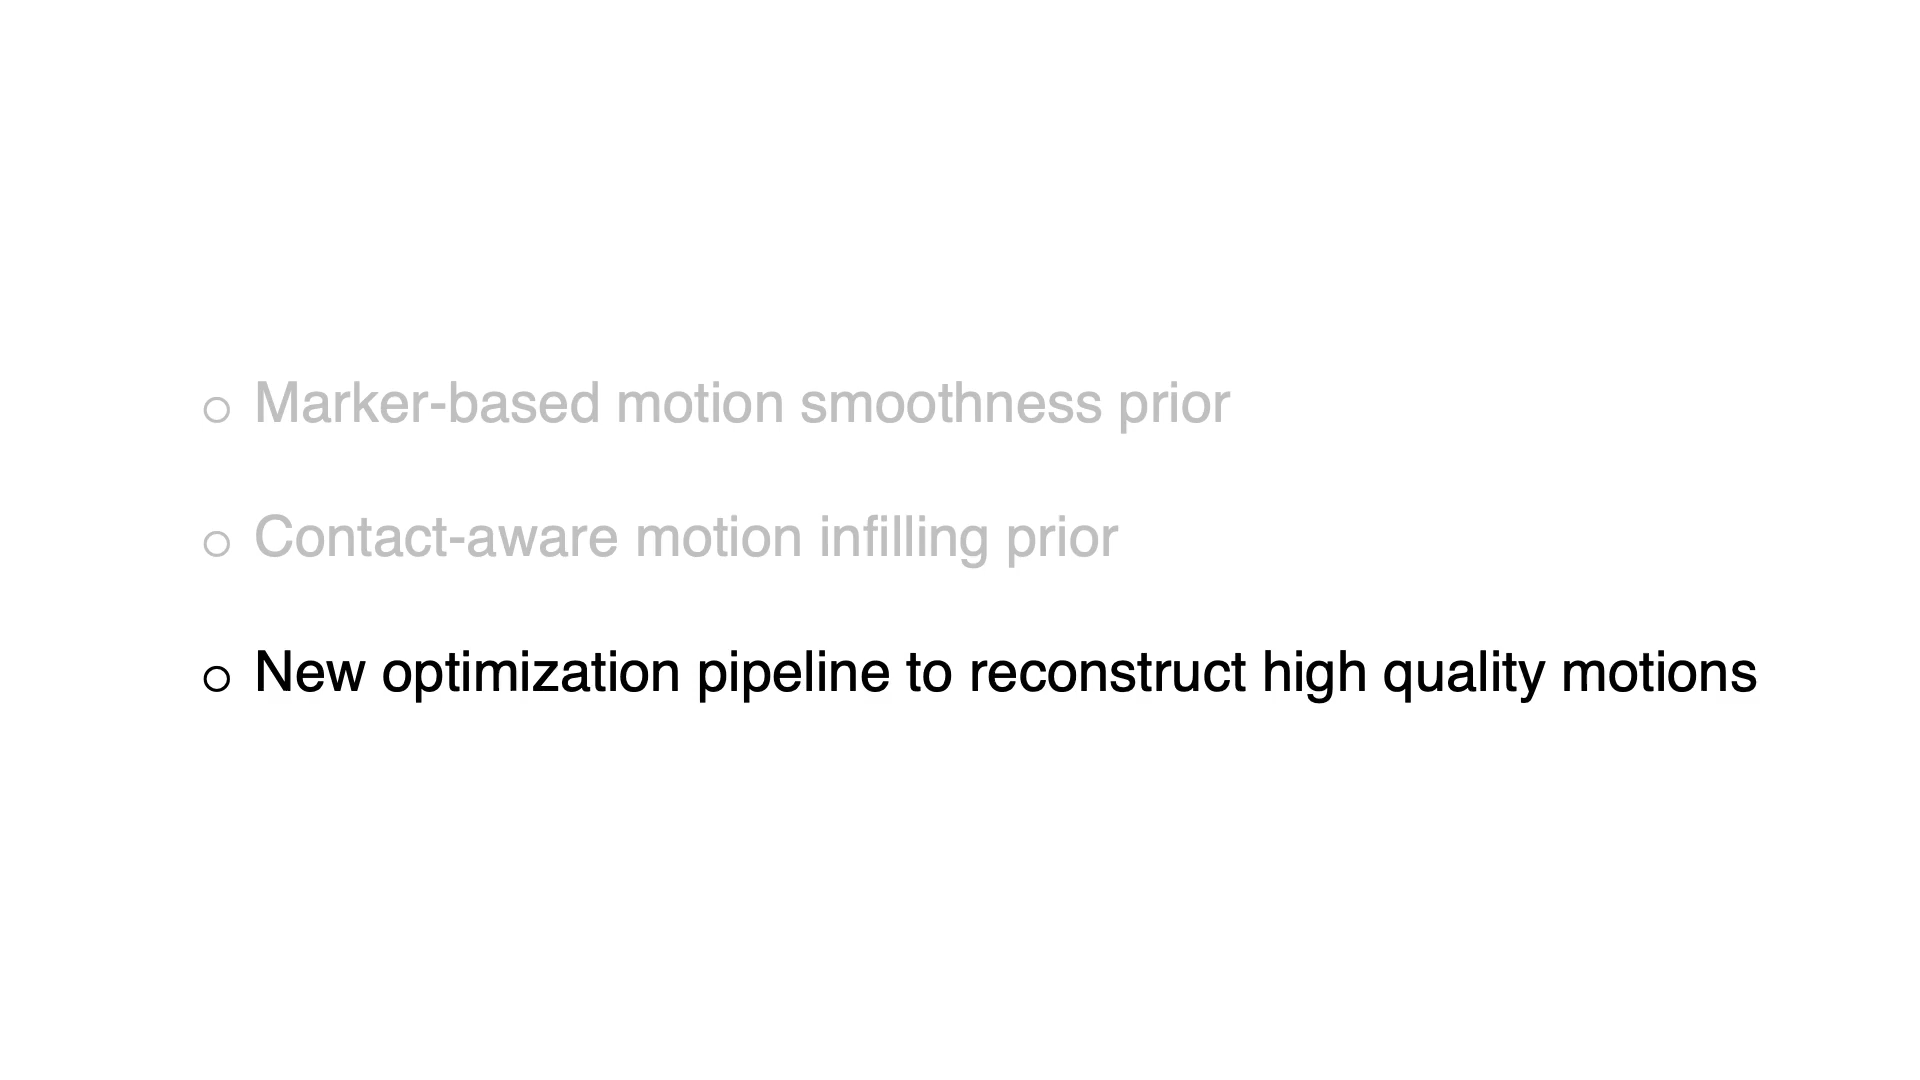 ○ Marker-based motion smoothness prior
○ Contact-aware motion infilling prior
○ New optimization pipeline to reconstruct high quality motions